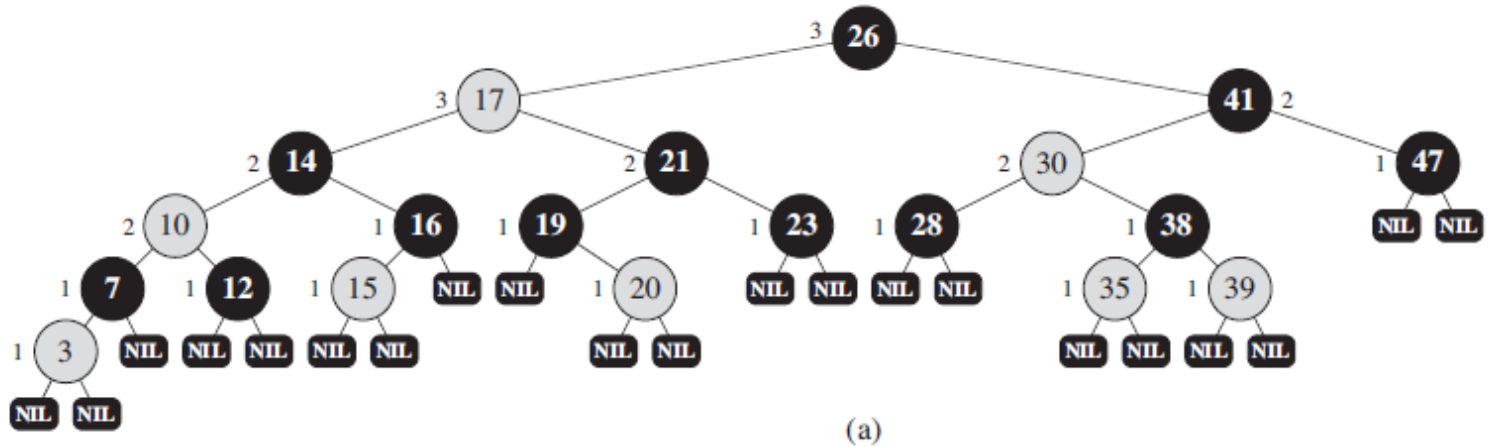 3 26
3 17 41 2
2 14 2 21 2 30 1 47
2 10 1 16 1 19 1 23 1 28 1 38 NIL NIL
1 7 1 12 1 15 NIL NIL 1 20 NIL NIL NIL NIL 1 35 1 39
1 3 NIL NIL NIL NIL NIL NIL NIL NIL NIL NIL NIL NIL
NIL NIL
(a)